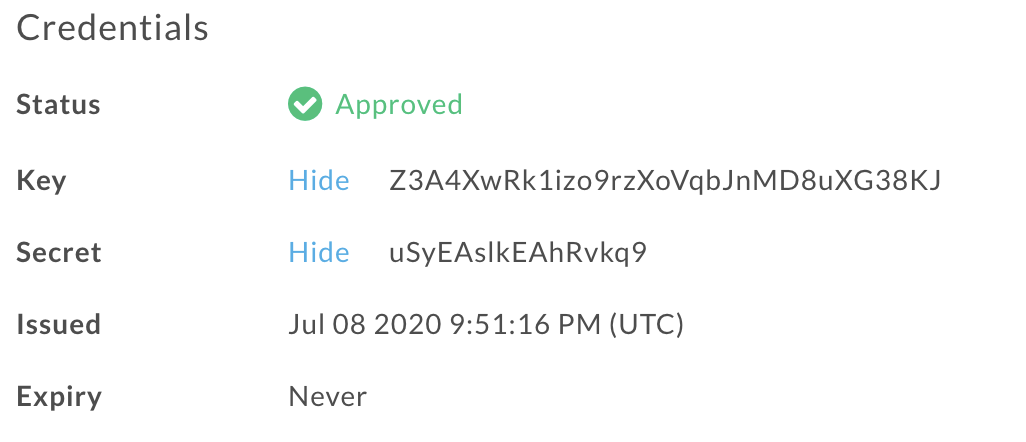 Credentials
Status Approved
Key Hide Z3A4XwRk1izo9rzXoVqbJnMD8uXG38KJ
Secret Hide uSyEAslkEAhRvkq9
Issued Jul 08 2020 9:51:16 PM (UTC)
Expiry Never